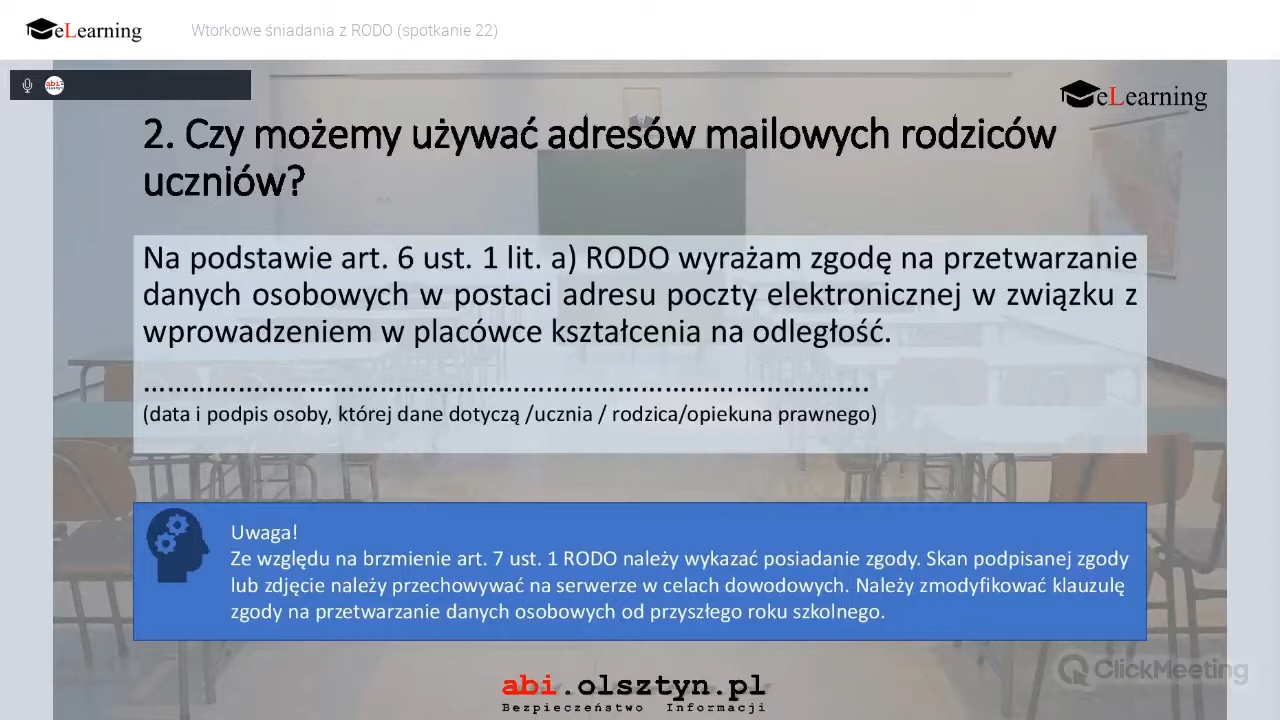 eLearning
Wtorkowe śniadania z RODO (spotkanie 22)
abi
eLearning
2. Czy możemy używać adresów mailowych rodziców
uczniów?
Na podstawie art. 6 ust. 1 lit. a) RODO wyrażam zgodę na przetwarzanie
danych osobowych w postaci adresu poczty elektronicznej w związku z
wprowadzeniem w placówce kształcenia na odległość.
……………………………………………………………………………….
(data i podpis osoby, której dane dotyczą /ucznia / rodzica/opiekuna prawnego)
Uwaga!
Ze względu na brzmienie art. 7 ust. 1 RODO należy wykazać posiadanie zgody. Skan podpisanej zgody
lub zdjęcie należy przechowywać na serwerze w celach dowodowych. Należy zmodyfikować klauzulę
zgody na przetwarzanie danych osobowych od przyszłego roku szkolnego.
ClickMeeting
abi.olsztyn.pl
Bezpieczeństwo Informacji